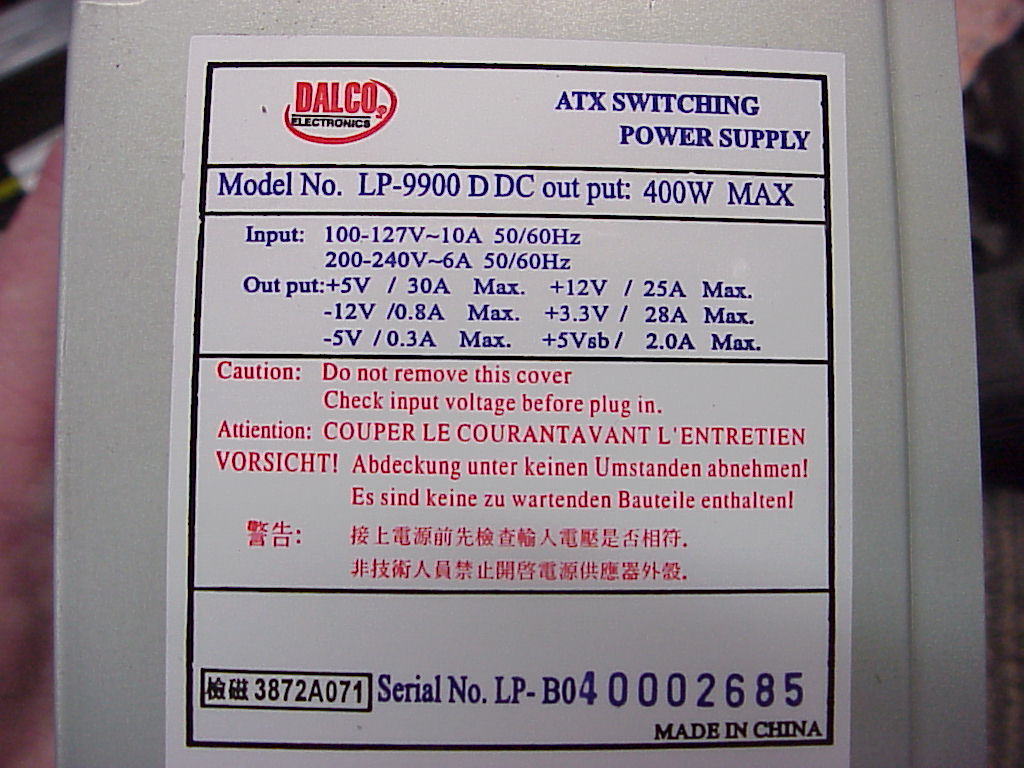 DALCO
ELECTRONICS
ATX SWITCHING
POWER SUPPLY
Model No. LP-9900 D DC out put: 400W MAX
Input: 100-127V~10A 50/60Hz
200-240V~6A 50/60Hz
Out put:+5V / 30A Max. +12V / 25A Max.
-12V /0.8A Max. +3.3V / 28A Max.
-5V / 0.3A Max. +5Vsb / 2.0A Max.
Caution: Do not remove this cover
Check input voltage before plug in.
Attiention: COUPER LE COURANTAVANT L'ENTRETIEN
VORSICHT! Abdeckung unter keinen Umstanden abnehmen!
Es sind keine zu wartenden Bauteile enthalten!
警告: 接上電源前先檢查輸入電壓是否相符.
非技術人員禁止開啓電源供應器外殼.
檢磁 3872A071 Serial No. LP- B040002685
MADE IN CHINA